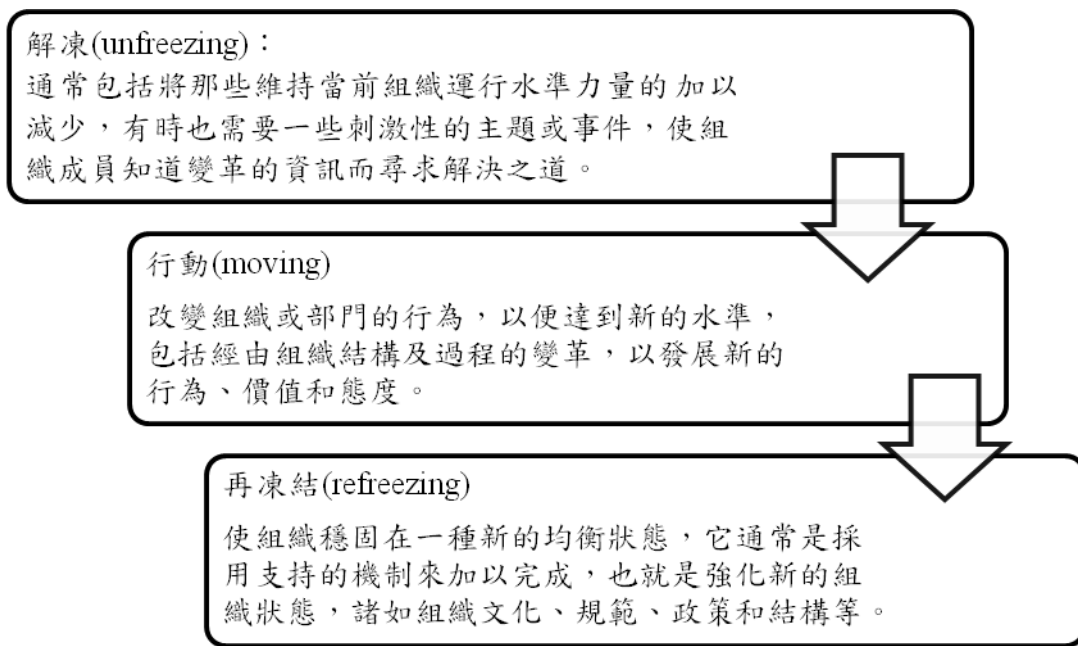 解凍(unfreezing)：
通常包括將那些維持當前組織運行水準力量的加以
減少，有時也需要一些刺激性的主題或事件，使組
織成員知道變革的資訊而尋求解決之道。
行動(moving)
改變組織或部門的行為，以便達到新的水準，
包括經由組織結構及過程的變革，以發展新的
行為、價值和態度。
再凍結(refreezing)
使組織穩固在一種新的均衡狀態，它通常是採
用支持的機制來加以完成，也就是強化新的組
織狀態，諸如組織文化、規範、政策和結構等。